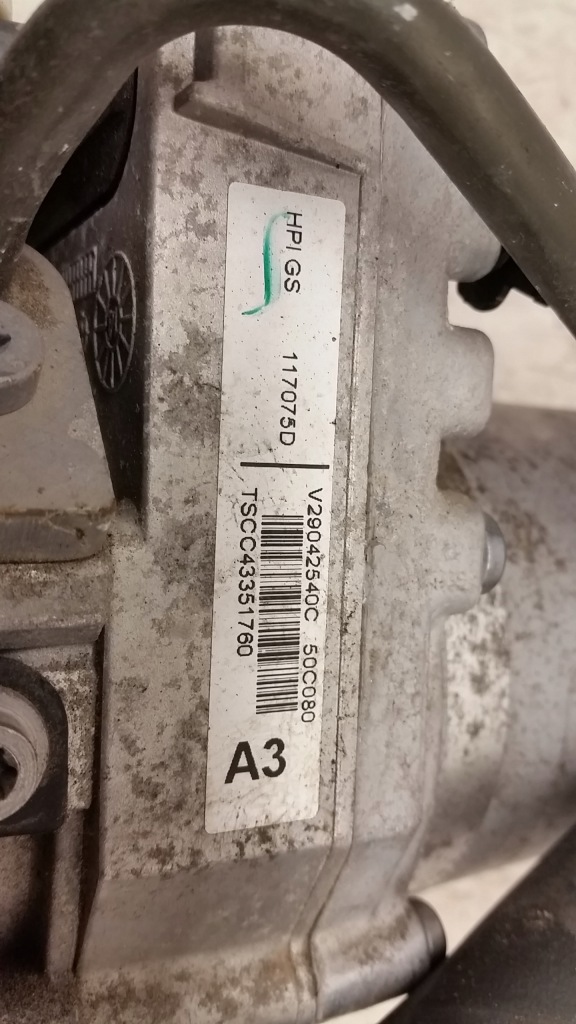 HPI GS 117075D
V29042540C 50C080
TSCC43351760
A3